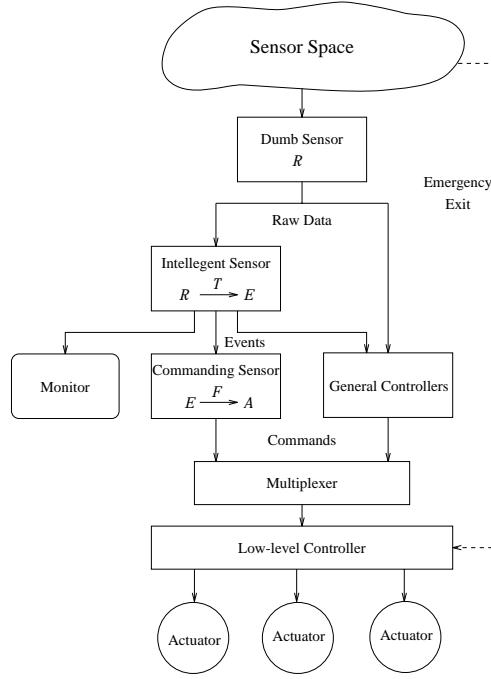 Sensor Space
Dumb Sensor
R
Emergency
Exit
Raw Data
Intellegent Sensor
R T E
Events
Monitor
Commanding Sensor
E F A
General Controllers
Commands
Multiplexer
Low-level Controller
Actuator
Actuator
Actuator